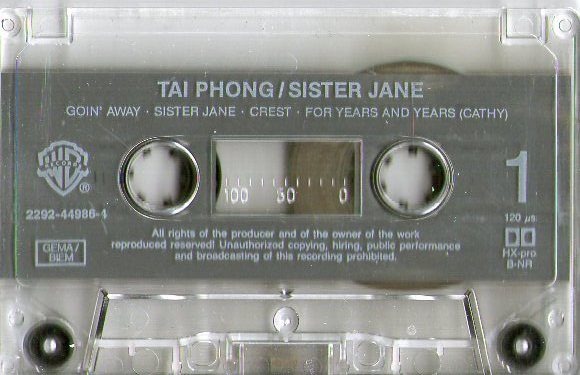 TAI PHONG/SISTER JANE
GOIN' AWAY · SISTER JANE · CREST · FOR YEARS AND YEARS (CATHY)
RECORDS
®
1
100 50 0
2292-44986-4
120 µs
All rights of the producer and of the owner of the work
reproduced reserved! Unauthorized copying, hiring, public performance
and broadcasting of this recording prohibited.
GEMA/
BIEM
HX-pro
B-NR